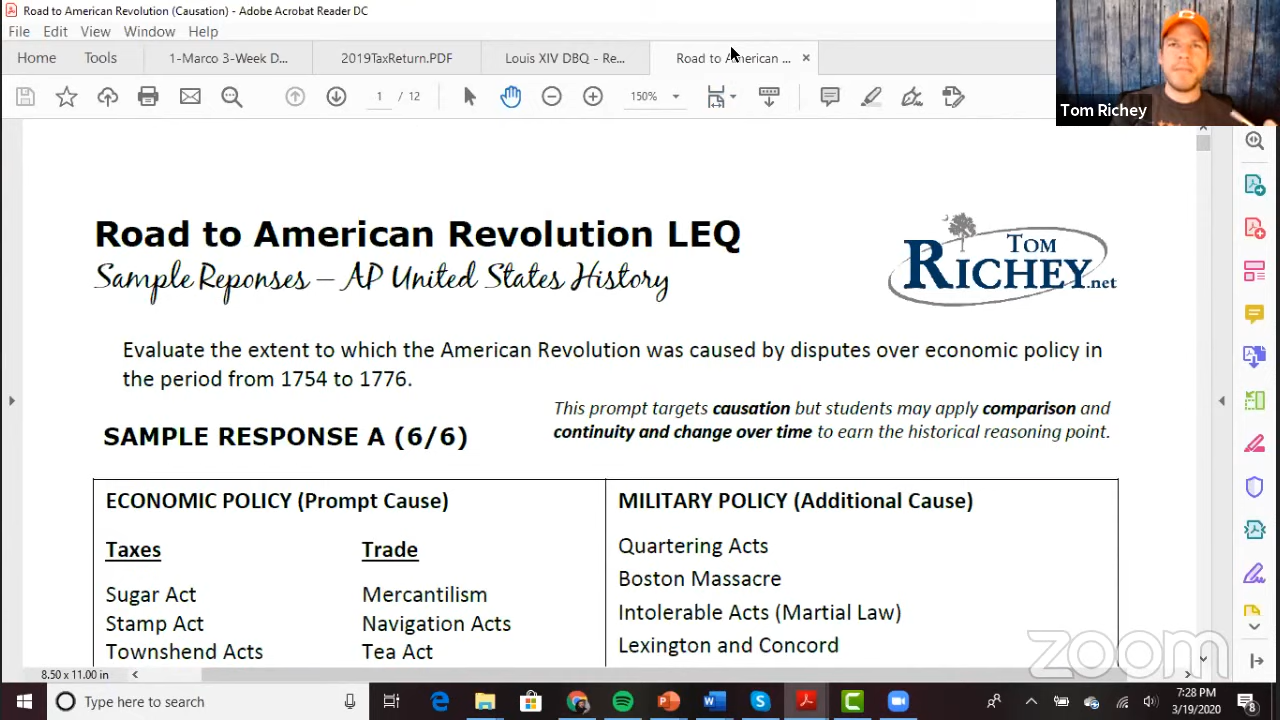 Road to American Revolution (Causation) - Adobe Acrobat Reader DC
File Edit View Window Help
Home Tools 1-Marco 3-Week D... 2019TaxReturn.PDF Louis XIV DBQ - Re... Road to American ... ×
1 / 12 150%
Tom Richey
Road to American Revolution LEQ
Sample Reponses – AP United States History
TOM
RICHEY.net
Evaluate the extent to which the American Revolution was caused by disputes over economic policy in
the period from 1754 to 1776.
This prompt targets causation but students may apply comparison and
continuity and change over time to earn the historical reasoning point.
SAMPLE RESPONSE A (6/6)
ECONOMIC POLICY (Prompt Cause)
Taxes Trade
Sugar Act Mercantilism
Stamp Act Navigation Acts
Townshend Acts Tea Act
MILITARY POLICY (Additional Cause)
Quartering Acts
Boston Massacre
Intolerable Acts (Martial Law)
Lexington and Concord
zoom
8.50 x 11.00 in
Type here to search
7:28 PM
3/19/2020
8